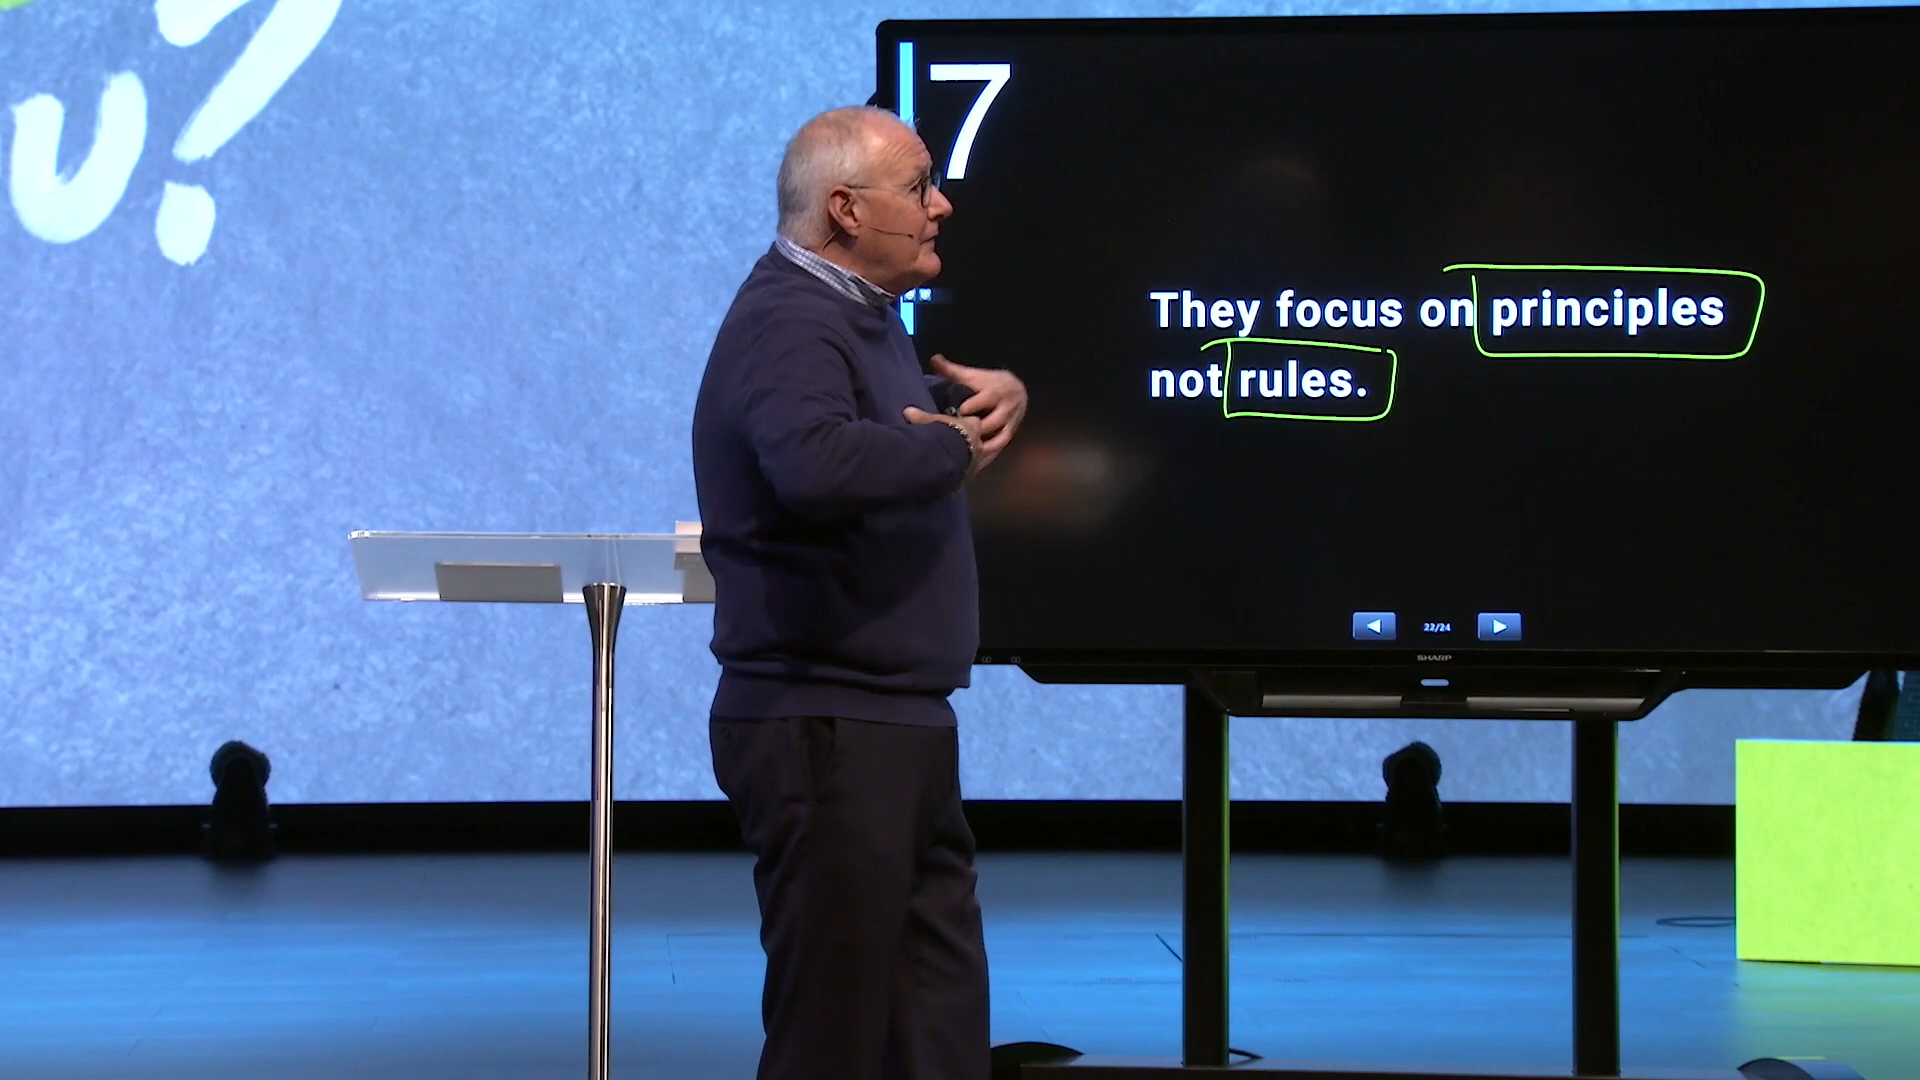 u?
7
They focus on principles
not rules.
22/24
SHARP